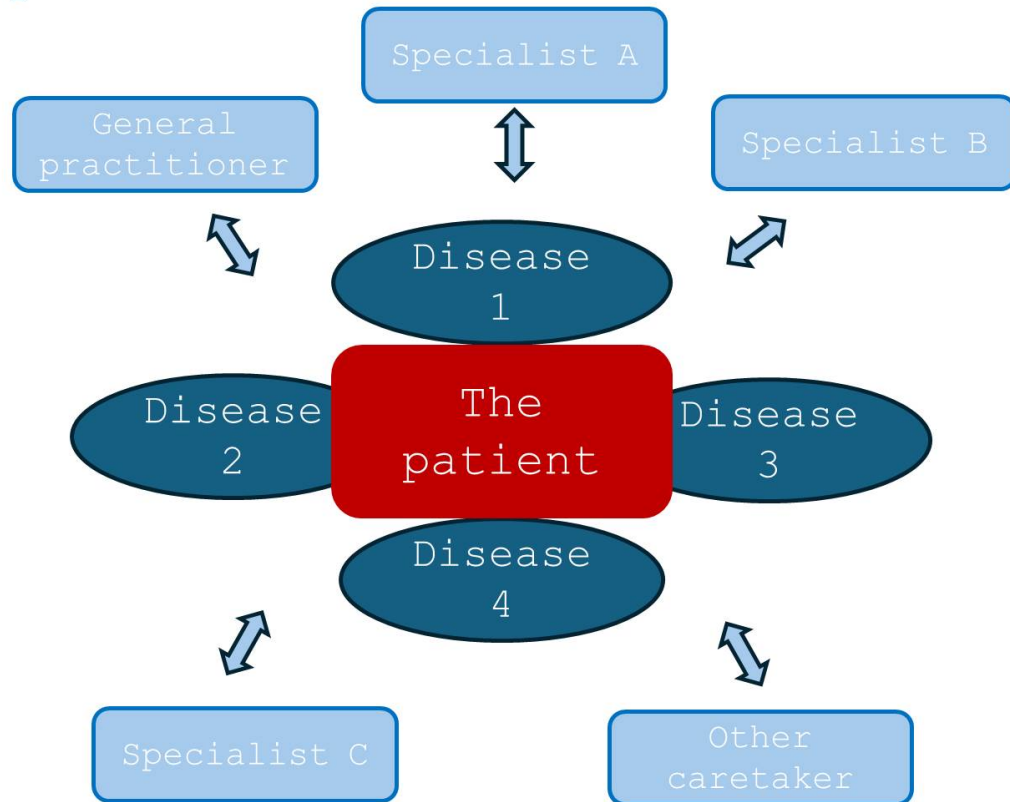 Specialist A
General
practitioner
Specialist B
Disease
1
Disease
2
The
patient
Disease
3
Disease
4
Specialist C
Other
caretaker